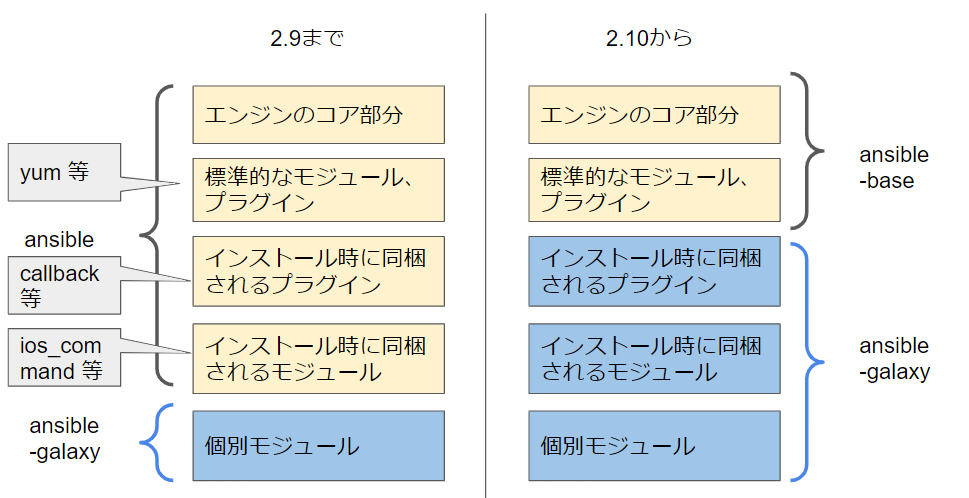 2.9まで
エンジンのコア部分
yum 等
標準的なモジュール、
プラグイン
ansible
callback
等
インストール時に同梱
されるプラグイン
ios_com
mand 等
インストール時に同梱
されるモジュール
ansible
-galaxy
個別モジュール
2.10から
エンジンのコア部分
標準的なモジュール、
プラグイン
ansible
-base
インストール時に同梱
されるプラグイン
インストール時に同梱
されるモジュール
ansible
-galaxy
個別モジュール